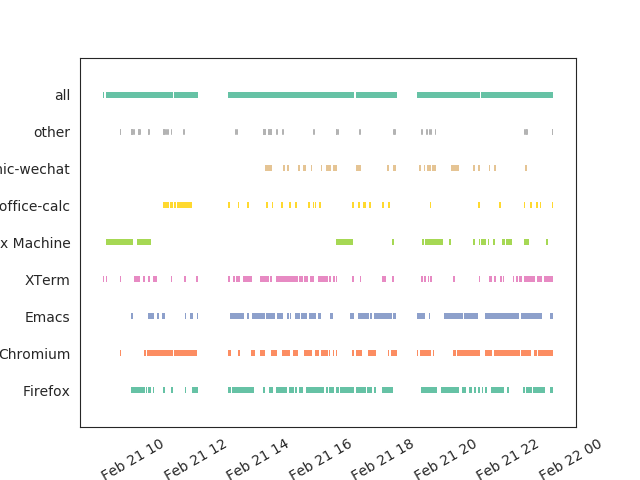 all
other
nic-wechat
office-calc
x Machine
XTerm
Emacs
Chromium
Firefox
Feb 21 10
Feb 21 12
Feb 21 14
Feb 21 16
Feb 21 18
Feb 21 20
Feb 21 22
Feb 22 00